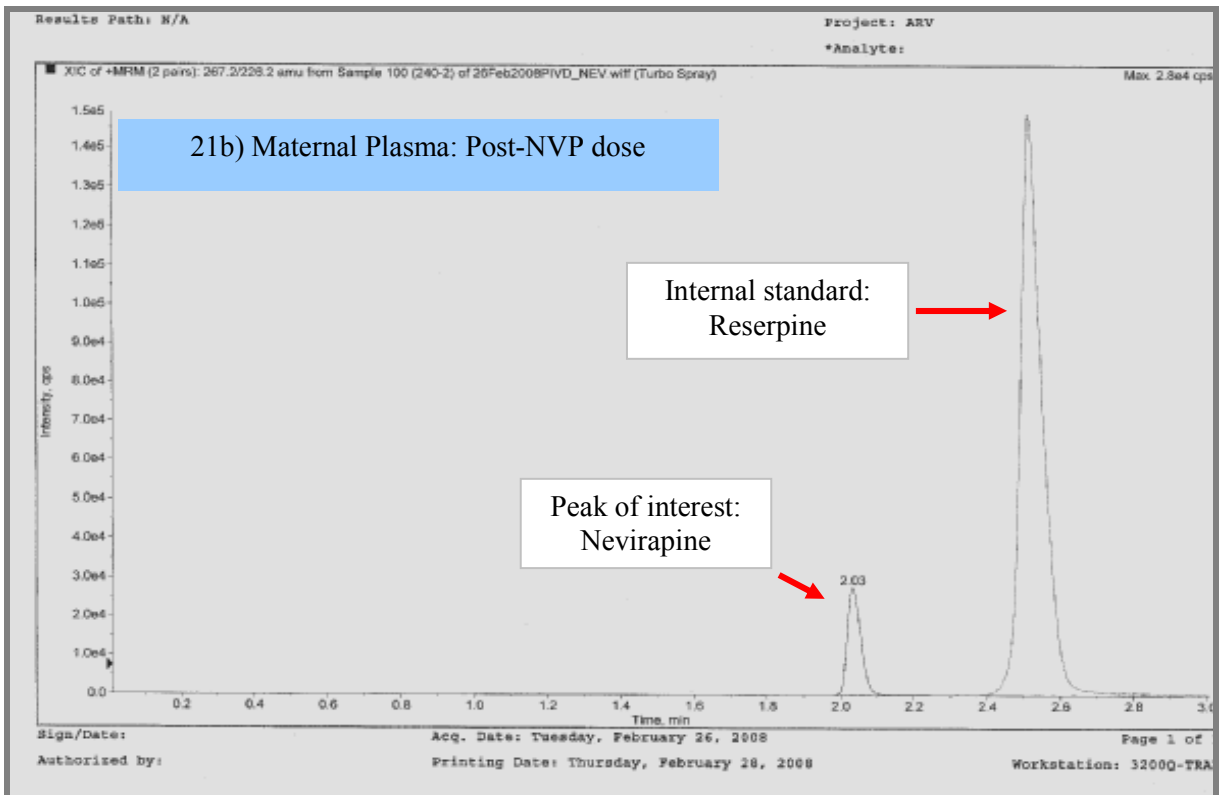 Results Path: N/A
Project: ARV
*Analyte:
XIC of +MRM (2 pairs): 267.2/226.2 amu from Sample 100 (240-2) of 26Feb2008PIVD_NEV.wiff (Turbo Spray)
Max. 2.8e4 cps
21b) Maternal Plasma: Post-NVP dose
Internal standard:
Reserpine
Peak of interest:
Nevirapine
2.03
Intensity, cps
1.5e5
1.4e5
1.3e5
1.2e5
1.1e5
1.0e5
9.0e4
8.0e4
7.0e4
6.0e4
5.0e4
4.0e4
3.0e4
2.0e4
1.0e4
0.0
0.2 0.4 0.6 0.8 1.0 1.2 1.4 1.6 1.8 2.0 2.2 2.4 2.6 2.8 3.0
Time, min
Sign/Date:
Acq. Date: Tuesday, February 26, 2008
Page 1 of
Authorized by:
Printing Date: Thursday, February 28, 2008
Workstation: 3200Q-TRA